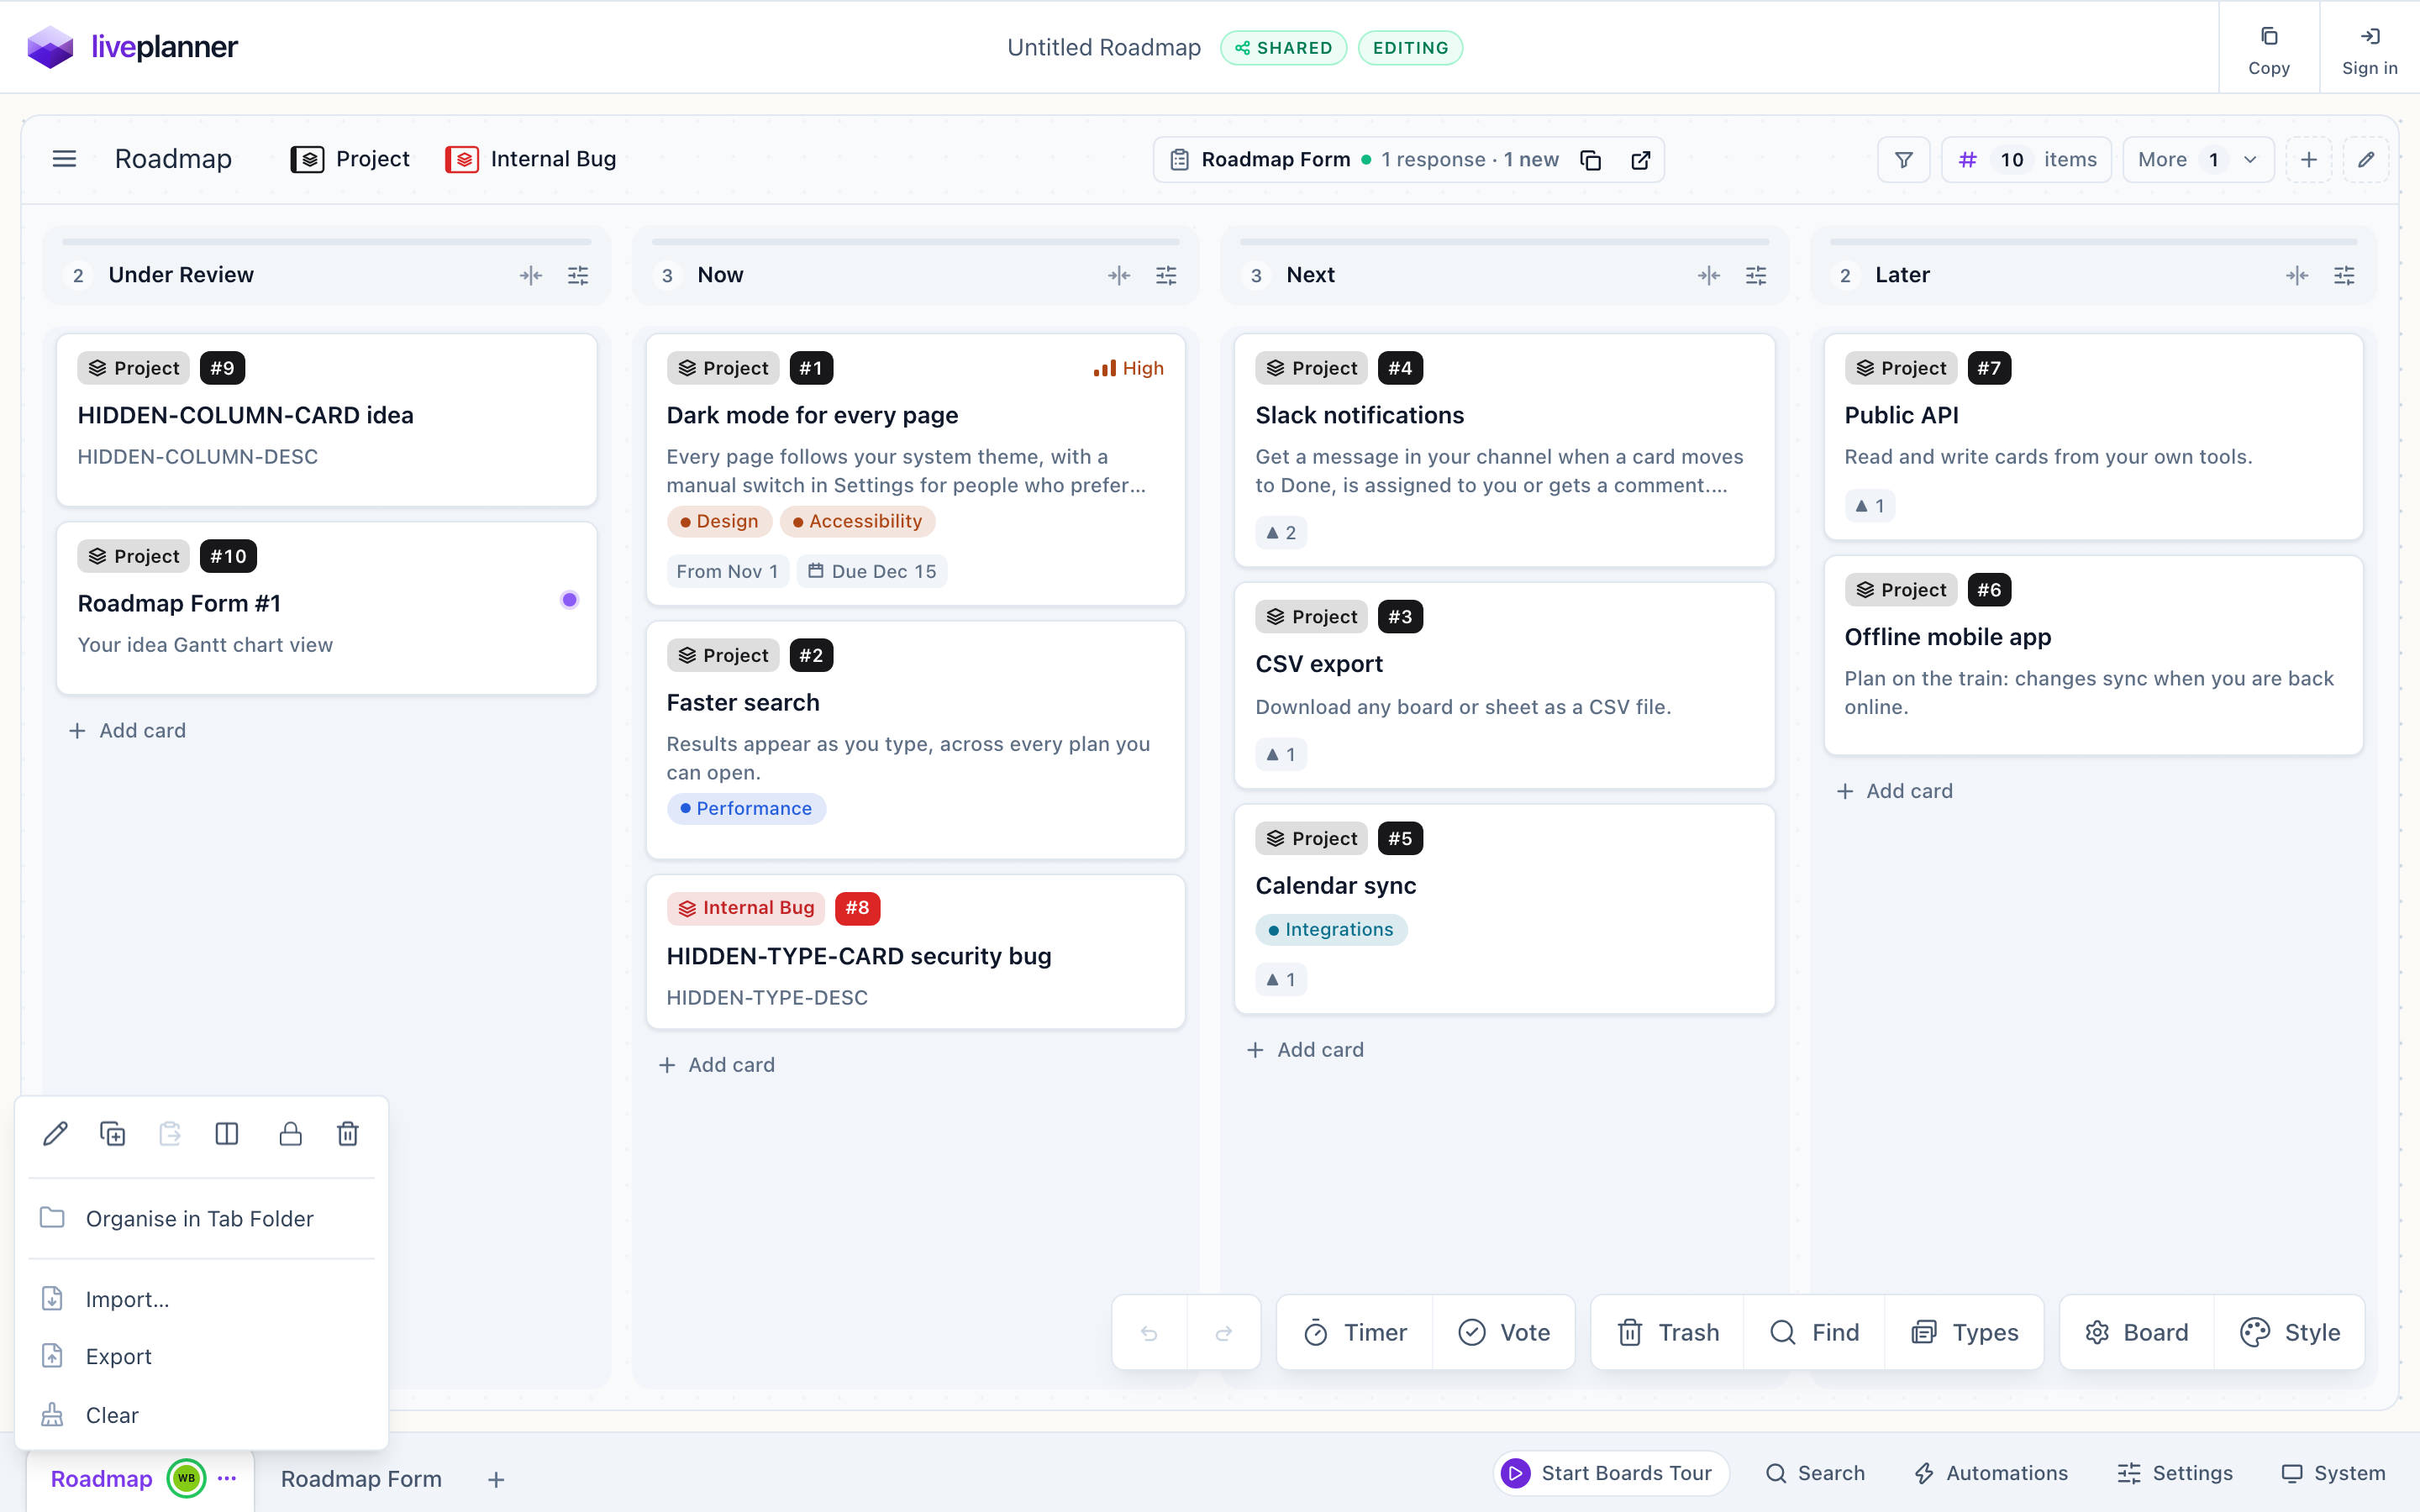 liveplanner
Untitled Roadmap
SHARED
EDITING
Copy
Sign in
Roadmap
Project
Internal Bug
Roadmap Form
1 response · 1 new
# 10 items
More 1
2 Under Review
Project #9
HIDDEN-COLUMN-CARD idea
HIDDEN-COLUMN-DESC
Project #10
Roadmap Form #1
Your idea Gantt chart view
Add card
3 Now
Project #1
High
Dark mode for every page
Every page follows your system theme, with a
manual switch in Settings for people who prefer...
Design
Accessibility
From Nov 1
Due Dec 15
Project #2
Faster search
Results appear as you type, across every plan you
can open.
Performance
Internal Bug #8
HIDDEN-TYPE-CARD security bug
HIDDEN-TYPE-DESC
Add card
3 Next
Project #4
Slack notifications
Get a message in your channel when a card moves
to Done, is assigned to you or gets a comment....
2
Project #3
CSV export
Download any board or sheet as a CSV file.
1
Project #5
Calendar sync
Integrations
1
Add card
2 Later
Project #7
Public API
Read and write cards from your own tools.
1
Project #6
Offline mobile app
Plan on the train: changes sync when you are back
online.
Add card
Organise in Tab Folder
Import...
Export
Clear
Timer
Vote
Trash
Find
Types
Board
Style
Roadmap
WB
Roadmap Form
Start Boards Tour
Search
Automations
Settings
System